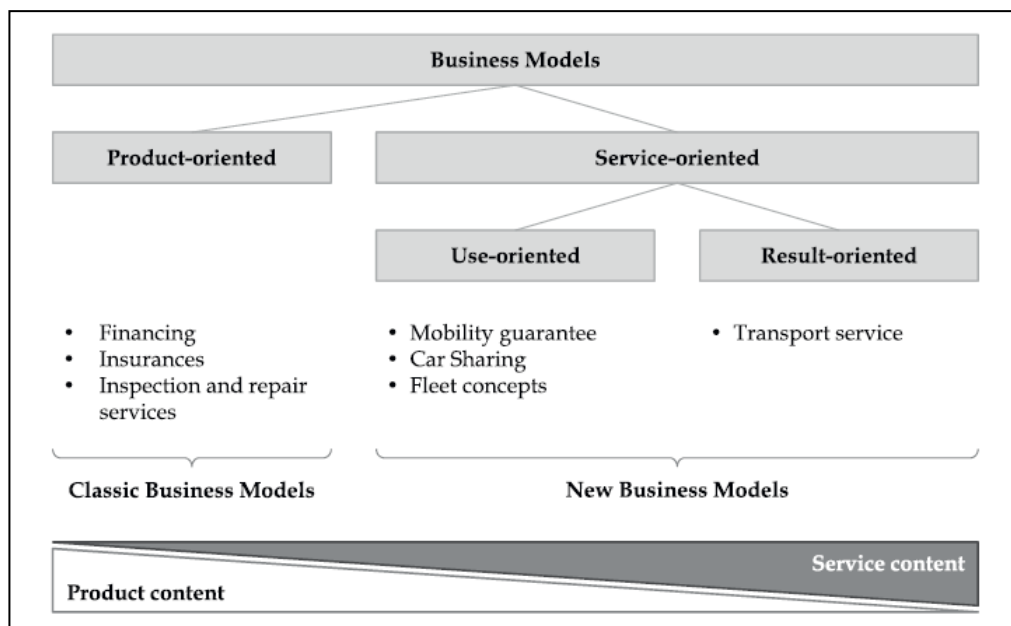 Business Models
Product-oriented
Service-oriented
Use-oriented
Result-oriented
• Financing
• Insurances
• Inspection and repair
services
• Mobility guarantee
• Car Sharing
• Fleet concepts
• Transport service
Classic Business Models
New Business Models
Service content
Product content